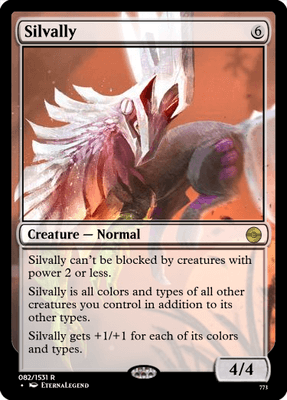 Silvally 6
Creature — Normal
Silvally can't be blocked by creatures with
power 2 or less.
Silvally is all colors and types of all other
creatures you control in addition to its
other types.
Silvally gets +1/+1 for each of its colors
and types.
4/4
082/1531 R
• EternaLegend
773